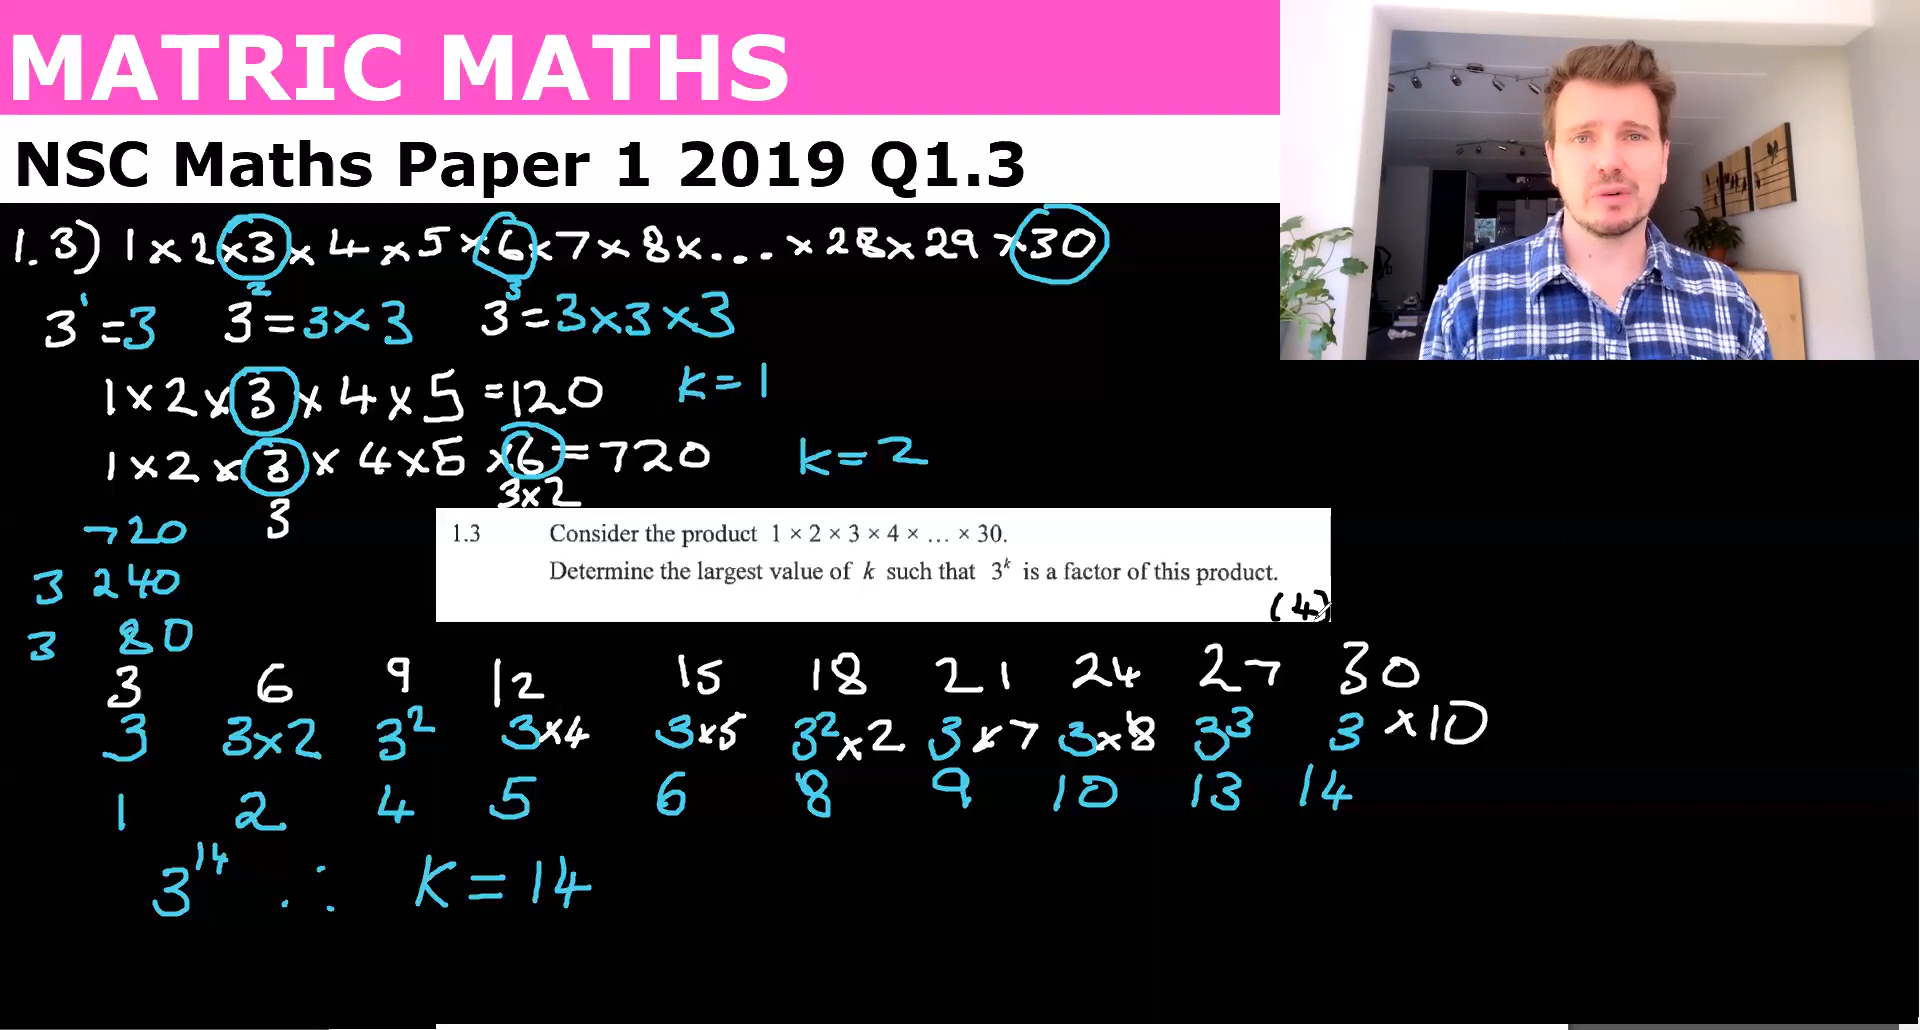 MATRIC MATHS
NSC Maths Paper 1 2019 Q1.3
1.3) 1×2×3×4×5×6×7×8×...×28×29×30
3¹=3 3²=3×3 3³=3×3×3
1×2×3×4×5=120 k=1
1×2×3×4×5×6=720 k=2
3 3×2
720
3 240
3 80
1.3 Consider the product 1 × 2 × 3 × 4 × … × 30.
Determine the largest value of k such that 3ᵏ is a factor of this product.
(4)
3 6 9 12 15 18 21 24 27 30
3 3×2 3² 3×4 3×5 3²×2 3×7 3×8 3³ 3×10
1 2 4 5 6 8 9 10 13 14
3¹⁴ ∴ K=14